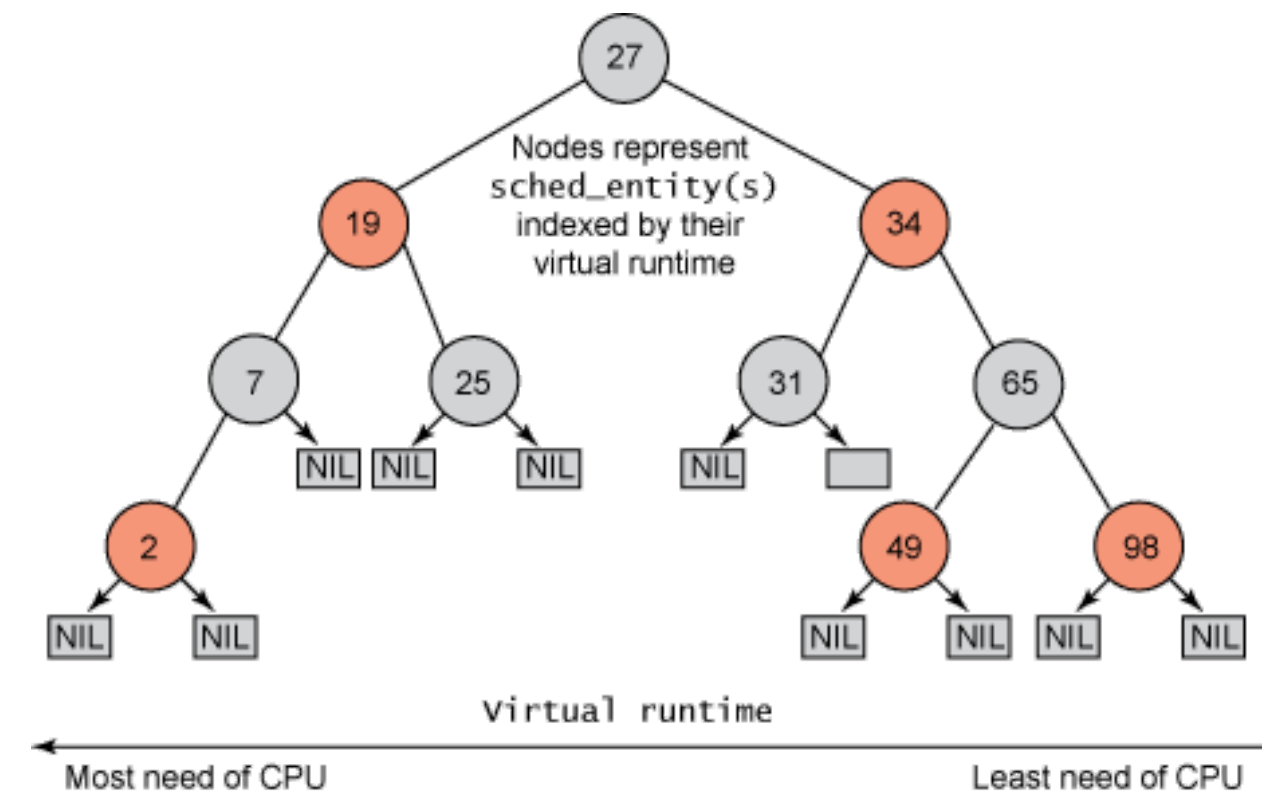 27
Nodes represent
sched_entity(s)
indexed by their
virtual runtime
19
34
7
25
31
65
NIL
NIL
NIL
NIL
2
49
98
NIL
NIL
NIL
NIL
NIL
NIL
Virtual runtime
Most need of CPU
Least need of CPU